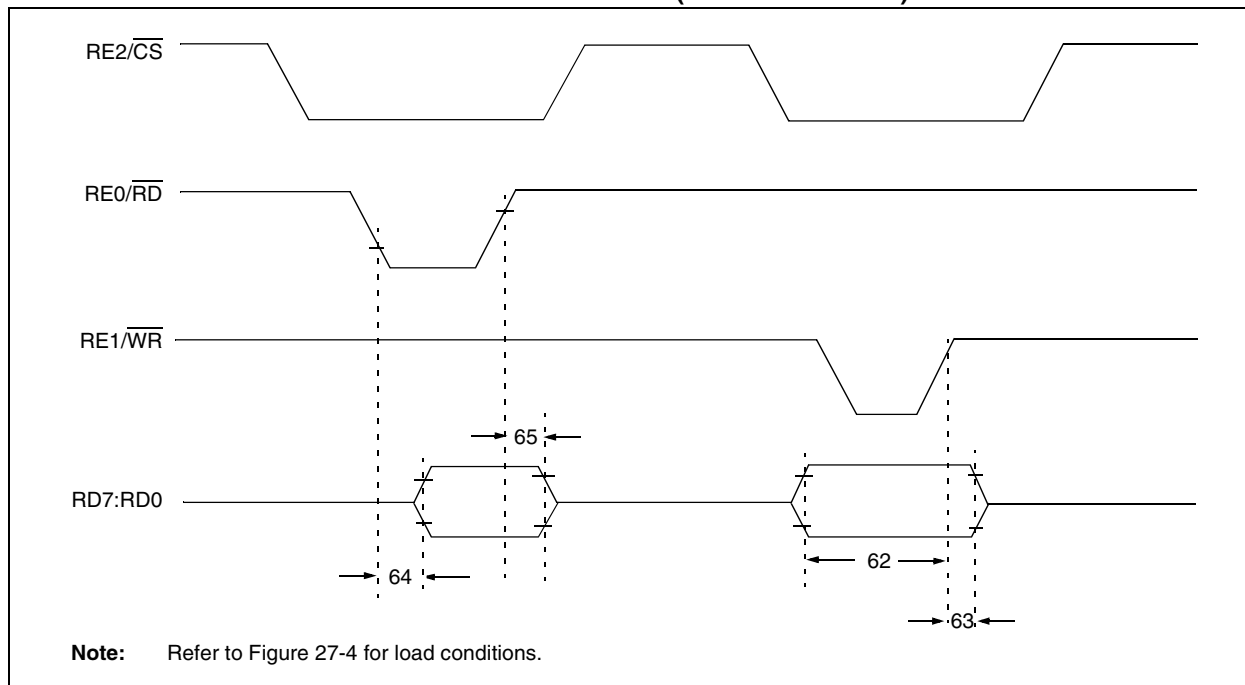 RE2/CS
RE0/RD
RE1/WR
65
RD7:RD0
62
64
63
Note: Refer to Figure 27-4 for load conditions.